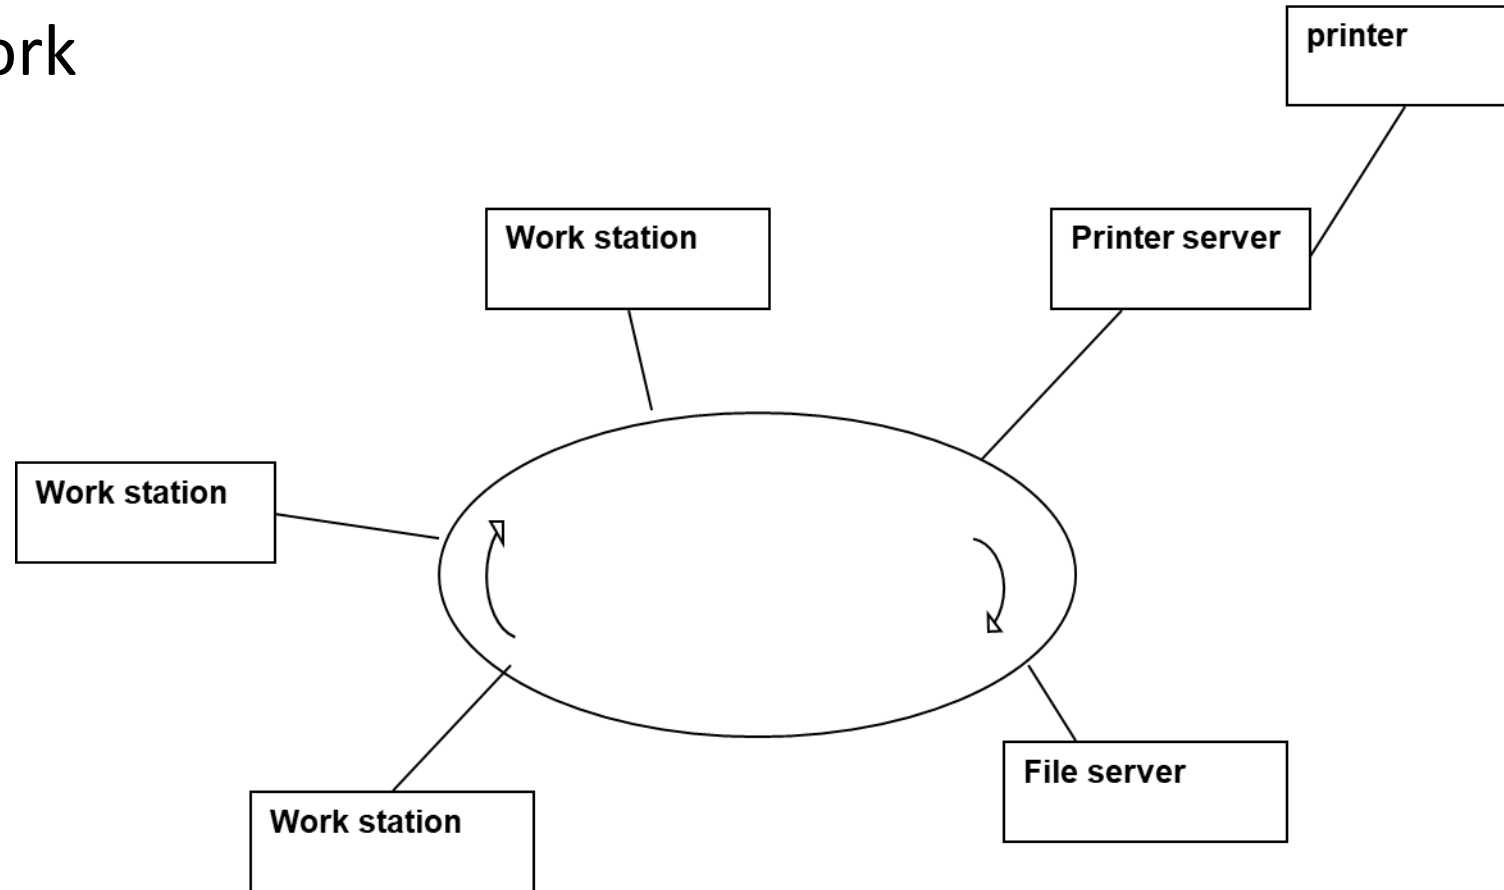 ork
printer
Work station
Printer server
Work station
File server
Work station